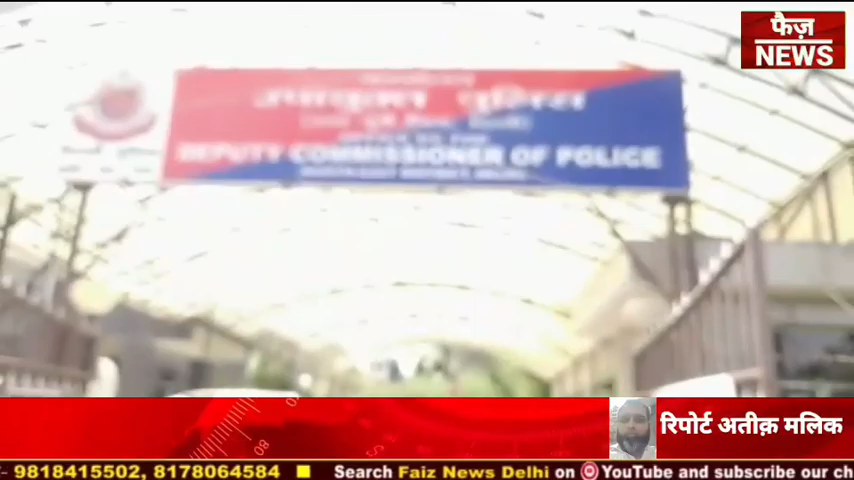 फैज़
NEWS
DEPUTY COMMISSIONER OF POLICE
रिपोर्ट अतीक़ मलिक
- 9818415502, 8178064584 Search Faiz News Delhi on YouTube and subscribe our ch